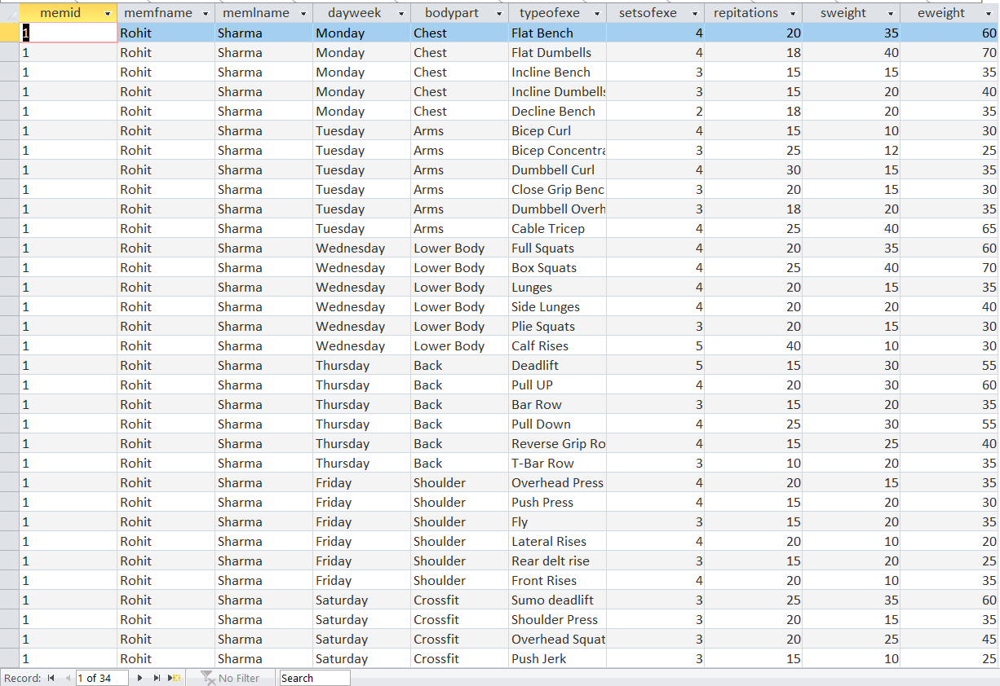 memid memfname memlname dayweek bodypart typeofexe setsofexe repitations sweight eweight
1 Rohit Sharma Monday Chest Flat Bench 4 20 35 60
1 Rohit Sharma Monday Chest Flat Dumbells 4 18 40 70
1 Rohit Sharma Monday Chest Incline Bench 3 15 15 35
1 Rohit Sharma Monday Chest Incline Dumbells 3 15 20 40
1 Rohit Sharma Monday Chest Decline Bench 2 18 20 35
1 Rohit Sharma Tuesday Arms Bicep Curl 4 15 10 30
1 Rohit Sharma Tuesday Arms Bicep Concentra 3 25 12 25
1 Rohit Sharma Tuesday Arms Dumbbell Curl 4 30 15 35
1 Rohit Sharma Tuesday Arms Close Grip Benc 3 20 15 30
1 Rohit Sharma Tuesday Arms Dumbbell Overh 3 18 20 35
1 Rohit Sharma Tuesday Arms Cable Tricep 4 25 40 65
1 Rohit Sharma Wednesday Lower Body Full Squats 4 20 35 60
1 Rohit Sharma Wednesday Lower Body Box Squats 4 25 40 70
1 Rohit Sharma Wednesday Lower Body Lunges 4 20 15 35
1 Rohit Sharma Wednesday Lower Body Side Lunges 4 20 20 40
1 Rohit Sharma Wednesday Lower Body Plie Squats 3 20 15 30
1 Rohit Sharma Wednesday Lower Body Calf Rises 5 40 10 30
1 Rohit Sharma Thursday Back Deadlift 5 15 30 55
1 Rohit Sharma Thursday Back Pull UP 4 20 30 60
1 Rohit Sharma Thursday Back Bar Row 3 15 20 35
1 Rohit Sharma Thursday Back Pull Down 4 25 30 55
1 Rohit Sharma Thursday Back Reverse Grip Ro 4 15 25 40
1 Rohit Sharma Thursday Back T-Bar Row 3 10 20 35
1 Rohit Sharma Friday Shoulder Overhead Press 4 20 15 35
1 Rohit Sharma Friday Shoulder Push Press 4 15 20 30
1 Rohit Sharma Friday Shoulder Fly 3 15 20 35
1 Rohit Sharma Friday Shoulder Lateral Rises 4 20 10 20
1 Rohit Sharma Friday Shoulder Rear delt rise 3 15 20 25
1 Rohit Sharma Friday Shoulder Front Rises 4 20 10 35
1 Rohit Sharma Saturday Crossfit Sumo deadlift 3 25 35 60
1 Rohit Sharma Saturday Crossfit Shoulder Press 3 20 15 35
1 Rohit Sharma Saturday Crossfit Overhead Squat 3 20 25 45
1 Rohit Sharma Saturday Crossfit Push Jerk 3 15 10 25
Record: 1 of 34 No Filter Search